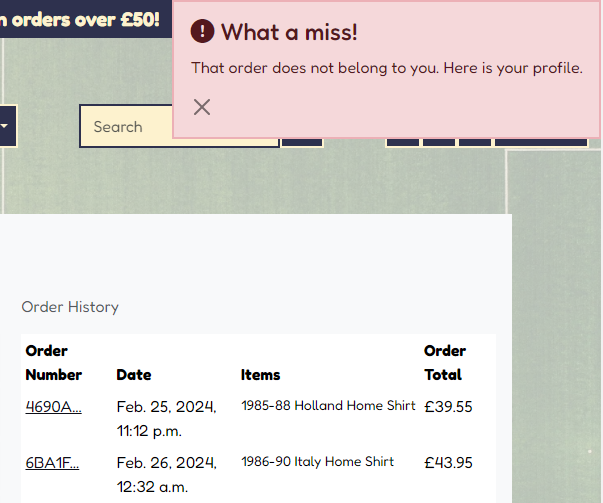 n orders over £50!
What a miss!
That order does not belong to you. Here is your profile.
Search
Order History
Order Number Date Items Order Total
4690A... Feb. 25, 2024, 11:12 p.m. 1985-88 Holland Home Shirt £39.55
6BA1F... Feb. 26, 2024, 12:32 a.m. 1986-90 Italy Home Shirt £43.95